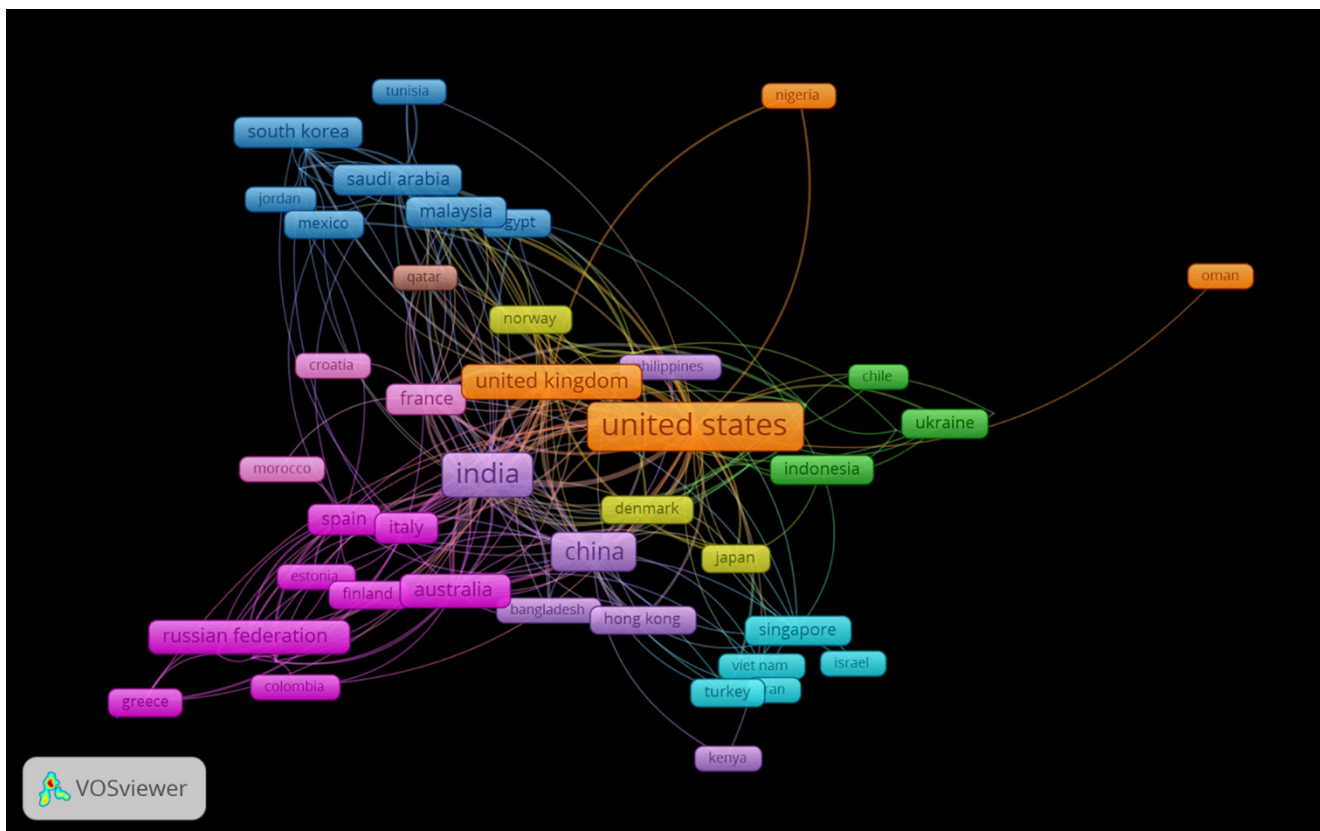 tunisia
nigeria
south korea
saudi arabia
jordan
malaysia
mexico
gypt
qatar
oman
norway
croatia
philippines
chile
united kingdom
france
united states
ukraine
morocco
india
indonesia
denmark
spain
italy
china
japan
estonia
finland
australia
bangladesh
hong kong
singapore
russian federation
viet nam
israel
colombia
turkey
ran
greece
kenya
VOSviewer